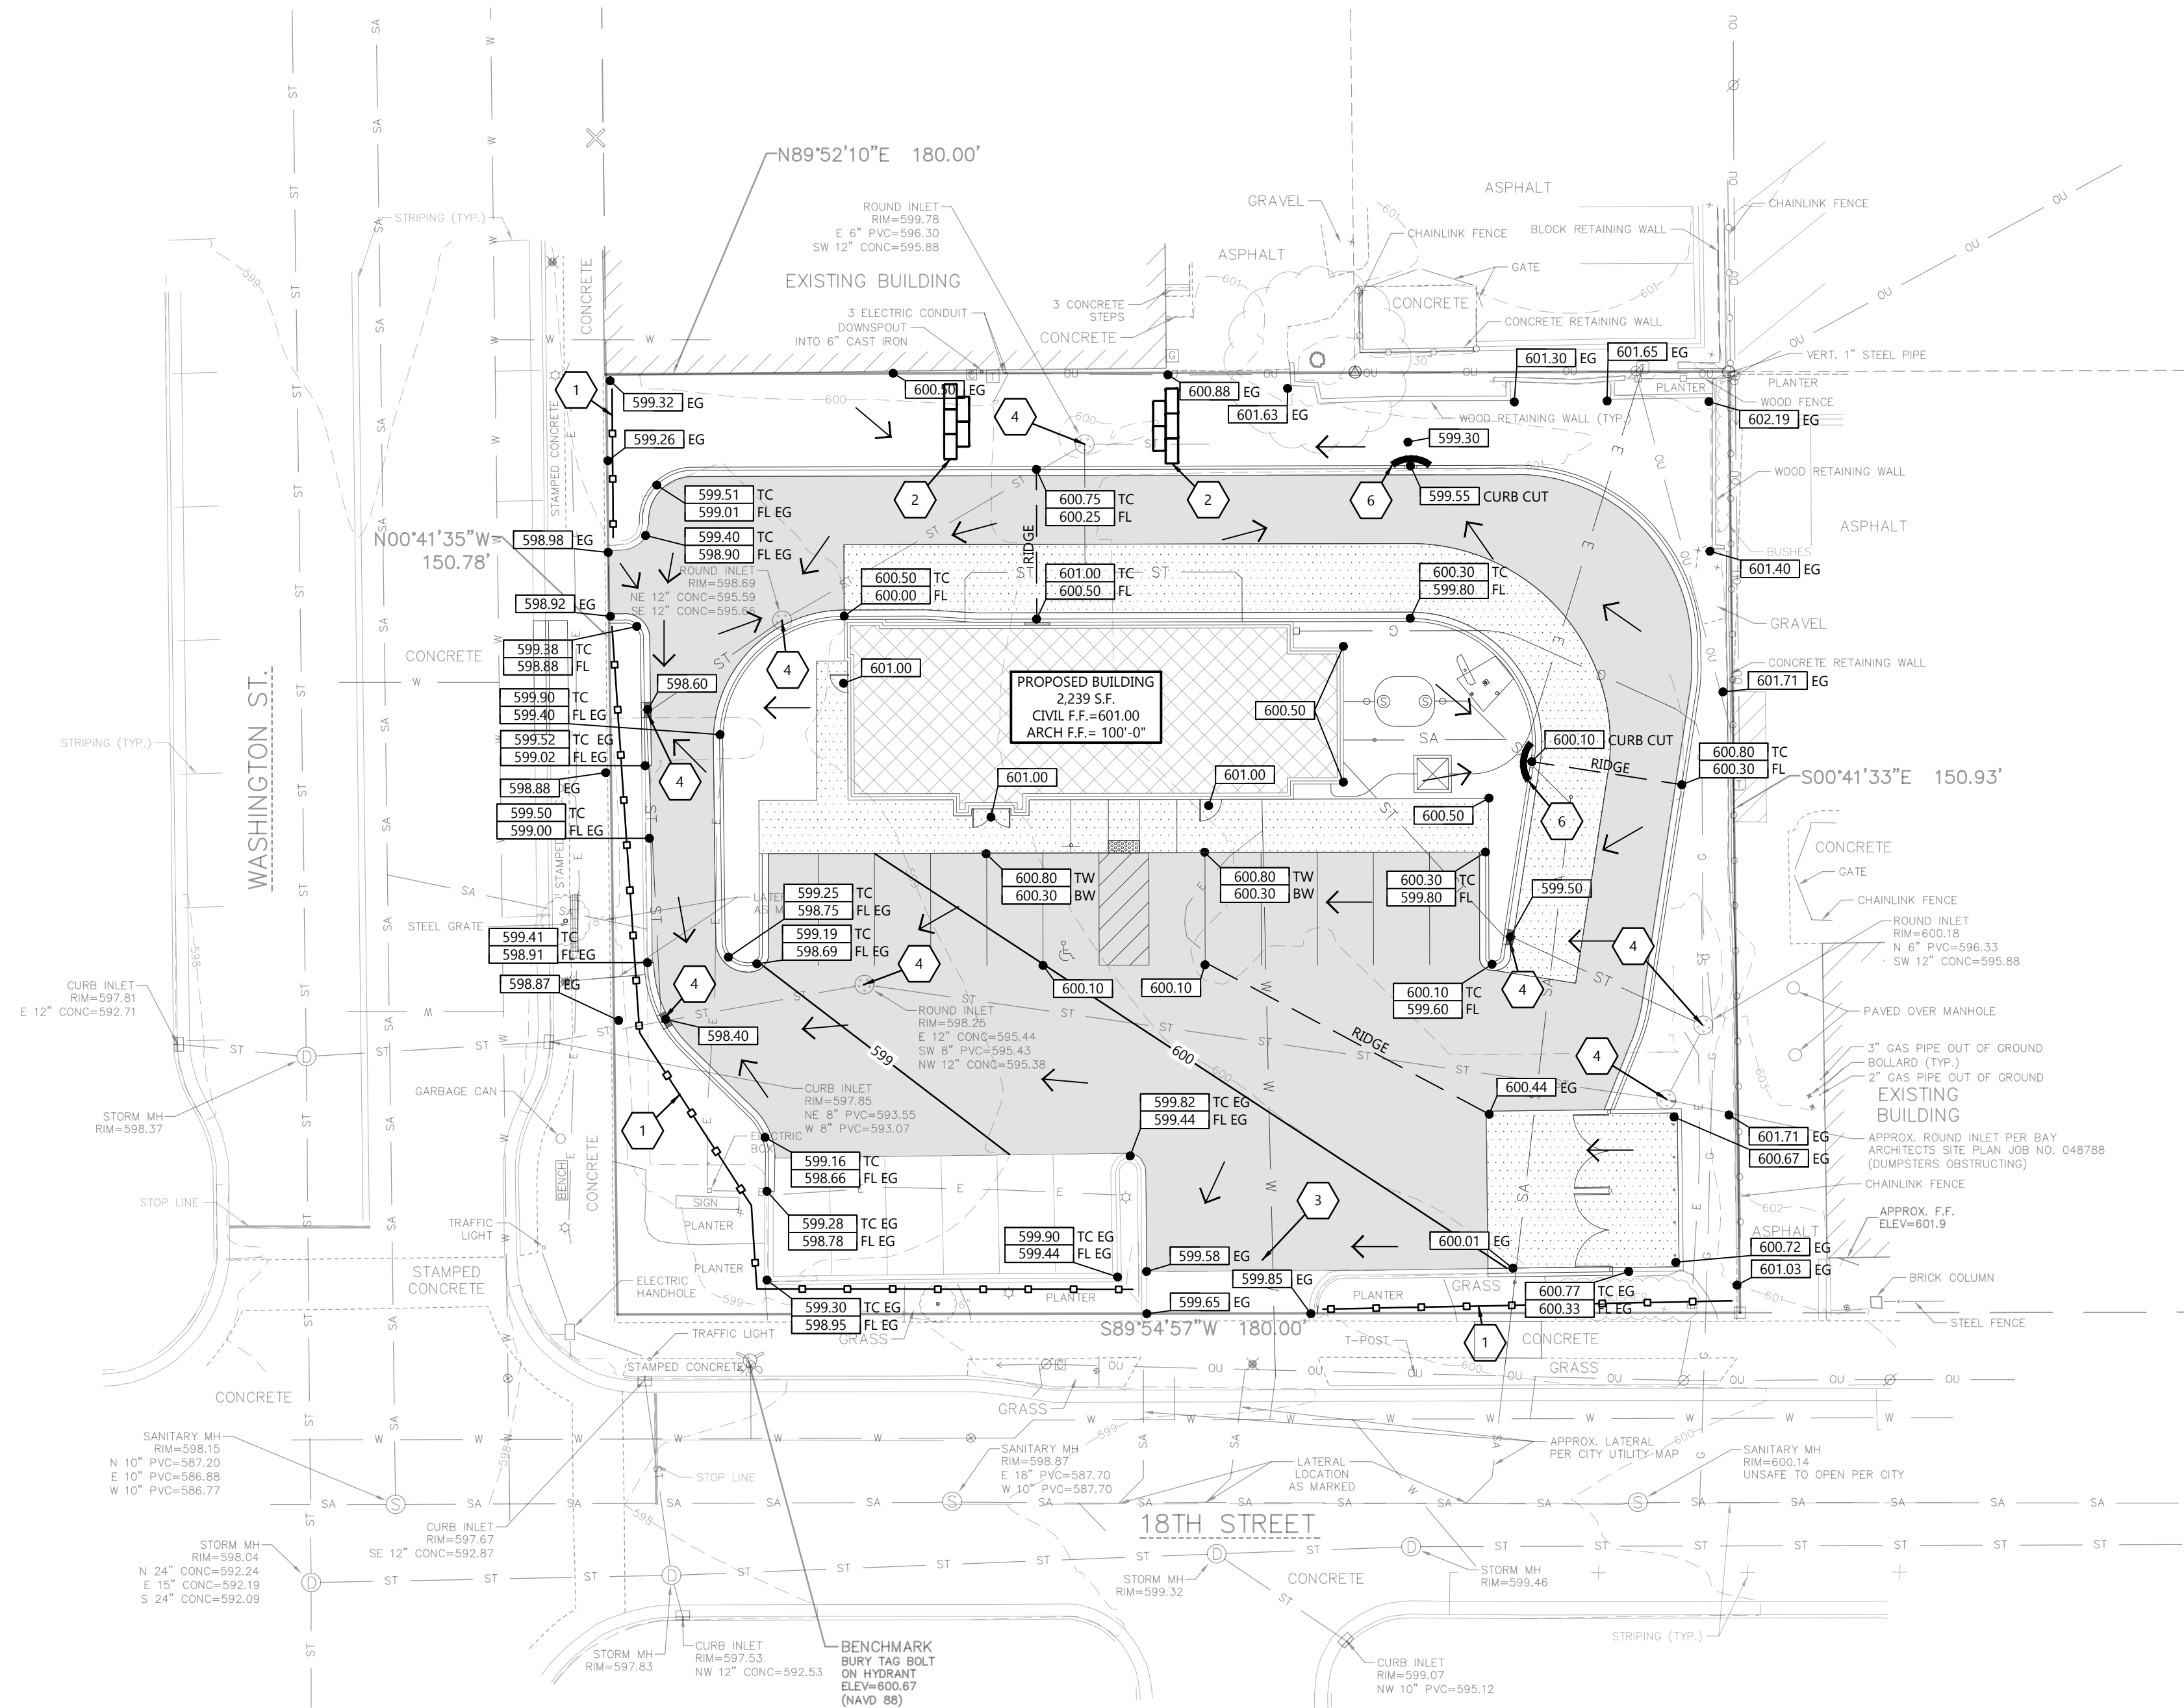 N89°52'10"E 180.00'
ROUND INLET
RIM=599.78
E 6" PVC=596.30
SW 12" CONC=595.88
EXISTING BUILDING
3 ELECTRIC CONDUIT
DOWNSPOUT
INTO 6" CAST IRON
3 CONCRETE
STEPS
CONCRETE
ASPHALT
GRAVEL
ASPHALT
CHAINLINK FENCE
BLOCK RETAINING WALL
CHAINLINK FENCE
GATE
CONCRETE
CONCRETE RETAINING WALL
VERT. 1" STEEL PIPE
PLANTER
PLANTER
WOOD FENCE
WOOD RETAINING WALL (TYP.)
WOOD RETAINING WALL
ASPHALT
BUSHES
GRAVEL
CONCRETE RETAINING WALL
STRIPING (TYP.)
CONCRETE
STAMPED CONCRETE
599.32 EG
599.26 EG
600.50 EG
600.88 EG
601.63 EG
601.30 EG
601.65 EG
602.19 EG
599.30
599.55 CURB CUT
601.40 EG
601.71 EG
1
2
4
2
6
599.51 TC
599.01 FL EG
599.40 TC
598.90 FL EG
600.75 TC
600.25 FL
RIDGE
N00°41'35"W
150.78'
598.98 EG
598.92 EG
ROUND INLET
RIM=598.69
NE 12" CONC=595.59
SE 12" CONC=595.66
600.50 TC
600.00 FL
601.00 TC
600.50 FL
600.30 TC
599.80 FL
CONCRETE
599.38 TC
598.88 FL
599.90 TC
599.40 FL EG
599.52 TC EG
599.02 FL EG
598.88 EG
599.50 TC
599.00 FL EG
598.60
4
4
601.00
PROPOSED BUILDING
2,239 S.F.
CIVIL F.F.=601.00
ARCH F.F.= 100'-0"
600.50
600.10 CURB CUT
RIDGE
600.80 TC
600.30 FL
S00°41'33"E 150.93'
601.00
601.00
600.50
6
STRIPING (TYP.)
WASHINGTON ST.
STEEL GRATE
599.41 TC
598.91 FL EG
598.87 EG
599.25 TC
598.75 FL EG
599.19 TC
598.69 FL EG
600.80 TW
600.30 BW
600.80 TW
600.30 BW
600.30 TC
599.80 FL
599.50
4
4
4
4
4
CONCRETE
GATE
CHAINLINK FENCE
ROUND INLET
RIM=600.18
N 6" PVC=596.33
SW 12" CONC=595.88
CURB INLET
RIM=597.81
E 12" CONC=592.71
598.40
600.10
600.10
600.10 TC
599.60 FL
ROUND INLET
RIM=598.25
E 12" CONC=595.44
SW 8" PVC=595.43
NW 12" CONC=595.38
599
600
RIDGE
PAVED OVER MANHOLE
3" GAS PIPE OUT OF GROUND
BOLLARD (TYP.)
2" GAS PIPE OUT OF GROUND
EXISTING
BUILDING
GARBAGE CAN
STORM MH
RIM=598.37
CURB INLET
RIM=597.85
NE 8" PVC=593.55
W 8" PVC=593.07
600.44 EG
599.82 TC EG
599.44 FL EG
601.71 EG
600.67 EG
APPROX. ROUND INLET PER BAY
ARCHITECTS SITE PLAN JOB NO. 048788
(DUMPSTERS OBSTRUCTING)
CHAINLINK FENCE
1
ELECTRIC
BOX
BENCH
CONCRETE
599.16 TC
598.66 FL EG
SIGN
PLANTER
599.28 TC EG
598.78 FL EG
599.90 TC EG
599.44 FL EG
3
600.01 EG
APPROX. F.F.
ELEV=601.9
ASPHALT
STOP LINE
TRAFFIC
LIGHT
STAMPED
CONCRETE
PLANTER
ELECTRIC
HANDHOLE
599.58 EG
599.85 EG
600.72 EG
601.03 EG
BRICK COLUMN
GRASS
599.30 TC EG
598.95 FL EG
PLANTER
599.65 EG
PLANTER
600.77 TC EG
600.33 FL EG
STEEL FENCE
TRAFFIC LIGHT
GRASS
S89°54'57"W 180.00'
T-POST
1
CONCRETE
STAMPED CONCRETE
GRASS
CONCRETE
GRASS
SANITARY MH
RIM=598.15
N 10" PVC=587.20
E 10" PVC=586.88
W 10" PVC=586.77
STOP LINE
SANITARY MH
RIM=598.87
E 18" PVC=587.70
W 10" PVC=587.70
LATERAL
LOCATION
AS MARKED
APPROX. LATERAL
PER CITY UTILITY MAP
SANITARY MH
RIM=600.14
UNSAFE TO OPEN PER CITY
CURB INLET
RIM=597.67
SE 12" CONC=592.87
18TH STREET
STORM MH
RIM=598.04
N 24" CONC=592.24
E 15" CONC=592.19
S 24" CONC=592.09
STORM MH
RIM=599.32
CONCRETE
STORM MH
RIM=599.46
STORM MH
RIM=597.83
CURB INLET
RIM=597.53
NW 12" CONC=592.53
BENCHMARK
BURY TAG BOLT
ON HYDRANT
ELEV=600.67
(NAVD 88)
CURB INLET
RIM=599.07
NW 10" PVC=595.12
STRIPING (TYP.)